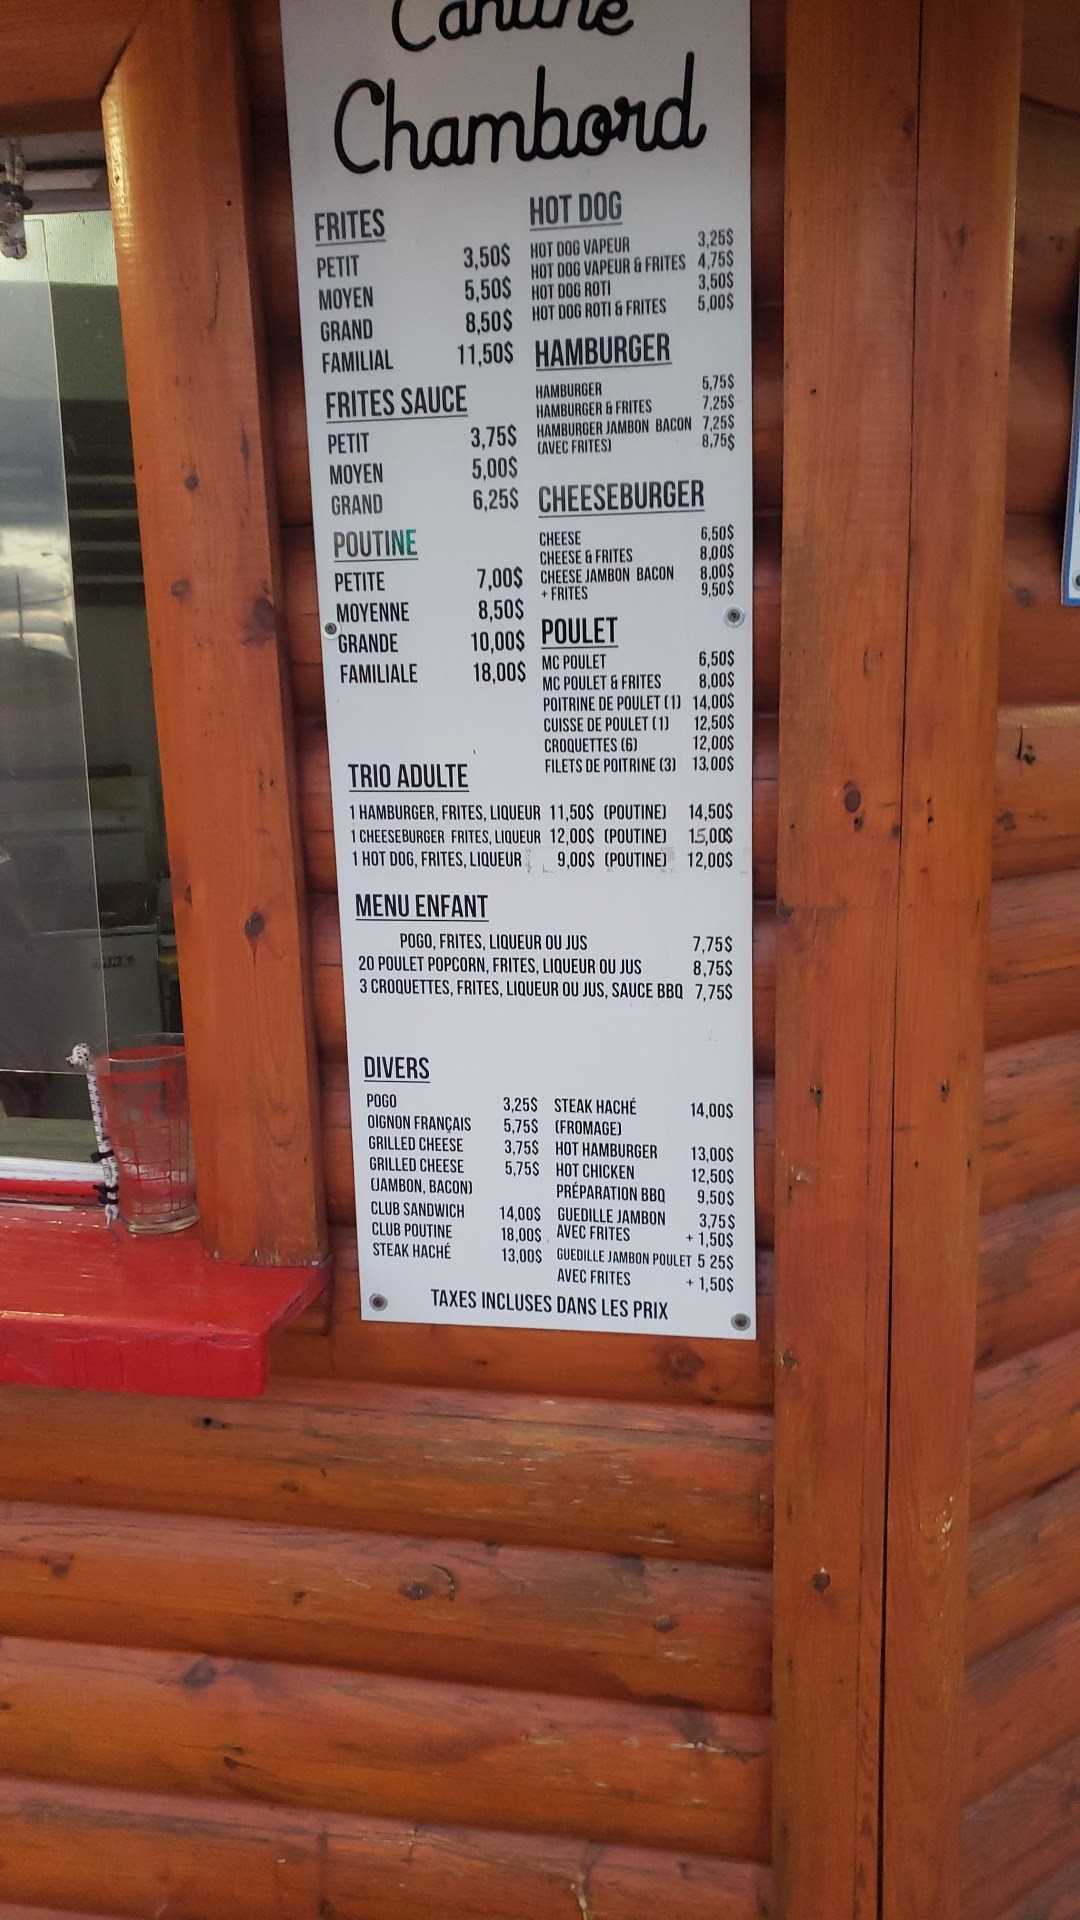 Cantine
Chambord
FRITES
PETIT 3,50$
MOYEN 5,50$
GRAND 8,50$
FAMILIAL 11,50$
FRITES SAUCE
PETIT 3,75$
MOYEN 5,00$
GRAND 6,25$
POUTINE
PETITE 7,00$
MOYENNE 8,50$
GRANDE 10,00$
FAMILIALE 18,00$
HOT DOG
HOT DOG VAPEUR 3,25$
HOT DOG VAPEUR & FRITES 4,75$
HOT DOG ROTI 3,50$
HOT DOG ROTI & FRITES 5,00$
HAMBURGER
HAMBURGER 5,75$
HAMBURGER & FRITES 7,25$
HAMBURGER JAMBON BACON 7,25$
(AVEC FRITES) 8,75$
CHEESEBURGER
CHEESE 6,50$
CHEESE & FRITES 8,00$
CHEESE JAMBON BACON 8,00$
+ FRITES 9,50$
POULET
MC POULET 6,50$
MC POULET & FRITES 8,00$
POITRINE DE POULET (1) 14,00$
CUISSE DE POULET (1) 12,50$
CROQUETTES (6) 12,00$
FILETS DE POITRINE (3) 13,00$
TRIO ADULTE
1 HAMBURGER, FRITES, LIQUEUR 11,50$ (POUTINE) 14,50$
1 CHEESEBURGER FRITES, LIQUEUR 12,00$ (POUTINE) 15,00$
1 HOT DOG, FRITES, LIQUEUR 9,00$ (POUTINE) 12,00$
MENU ENFANT
POGO, FRITES, LIQUEUR OU JUS 7,75$
20 POULET POPCORN, FRITES, LIQUEUR OU JUS 8,75$
3 CROQUETTES, FRITES, LIQUEUR OU JUS, SAUCE BBQ 7,75$
DIVERS
POGO 3,25$
OIGNON FRANÇAIS 5,75$
GRILLED CHEESE 3,75$
GRILLED CHEESE 5,75$
(JAMBON, BACON)
CLUB SANDWICH 14,00$
CLUB POUTINE 18,00$
STEAK HACHÉ 13,00$
STEAK HACHÉ 14,00$
(FROMAGE)
HOT HAMBURGER 13,00$
HOT CHICKEN 12,50$
PRÉPARATION BBQ 9,50$
GUEDILLE JAMBON 3,75$
AVEC FRITES + 1,50$
GUEDILLE JAMBON POULET 5 25$
AVEC FRITES + 1,50$
TAXES INCLUSES DANS LES PRIX